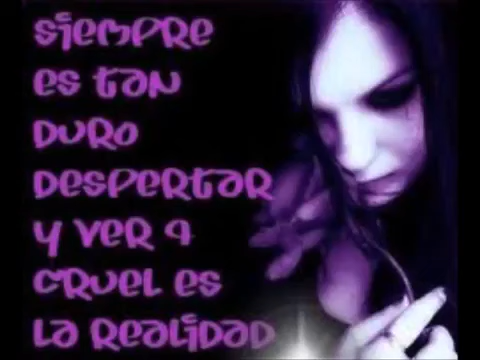 Siempre
es tan
duro
despertar
y ver q
cruel es
la realidad